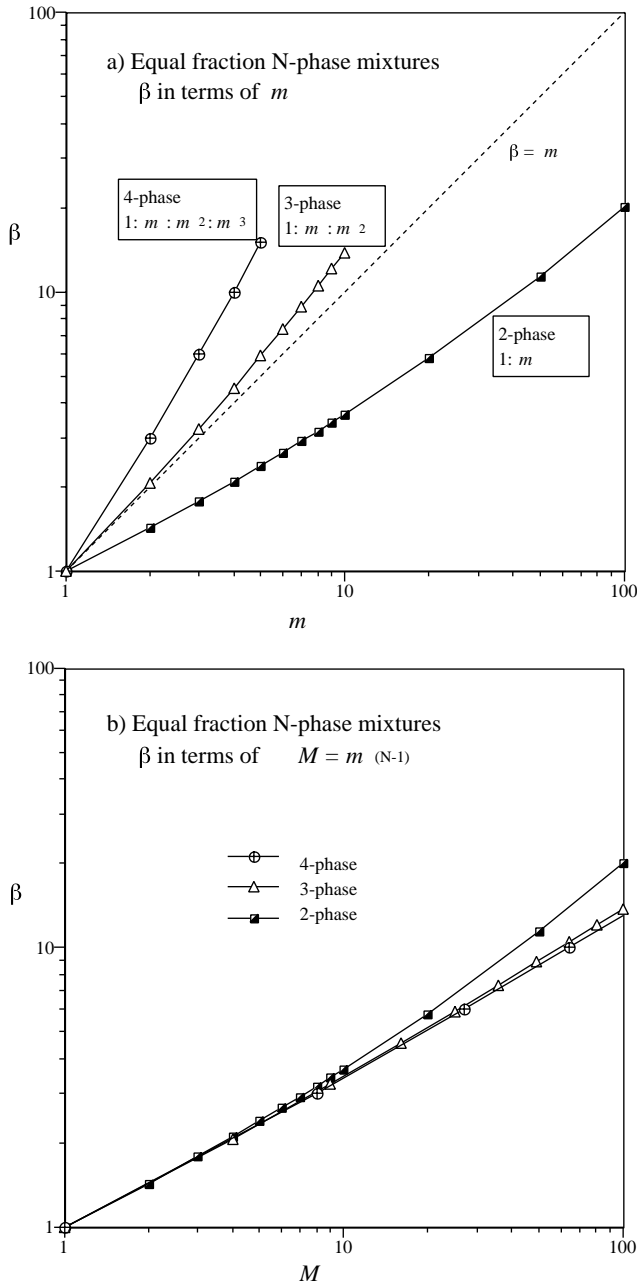 100
a) Equal fraction N-phase mixtures
β in terms of m
β = m
4-phase
1: m : m 2 : m 3
3-phase
1: m : m 2
β
10
2-phase
1: m
1
1
10
100
m
100
b) Equal fraction N-phase mixtures
β in terms of M = m (N-1)
4-phase
3-phase
2-phase
β
10
1
1
10
100
M